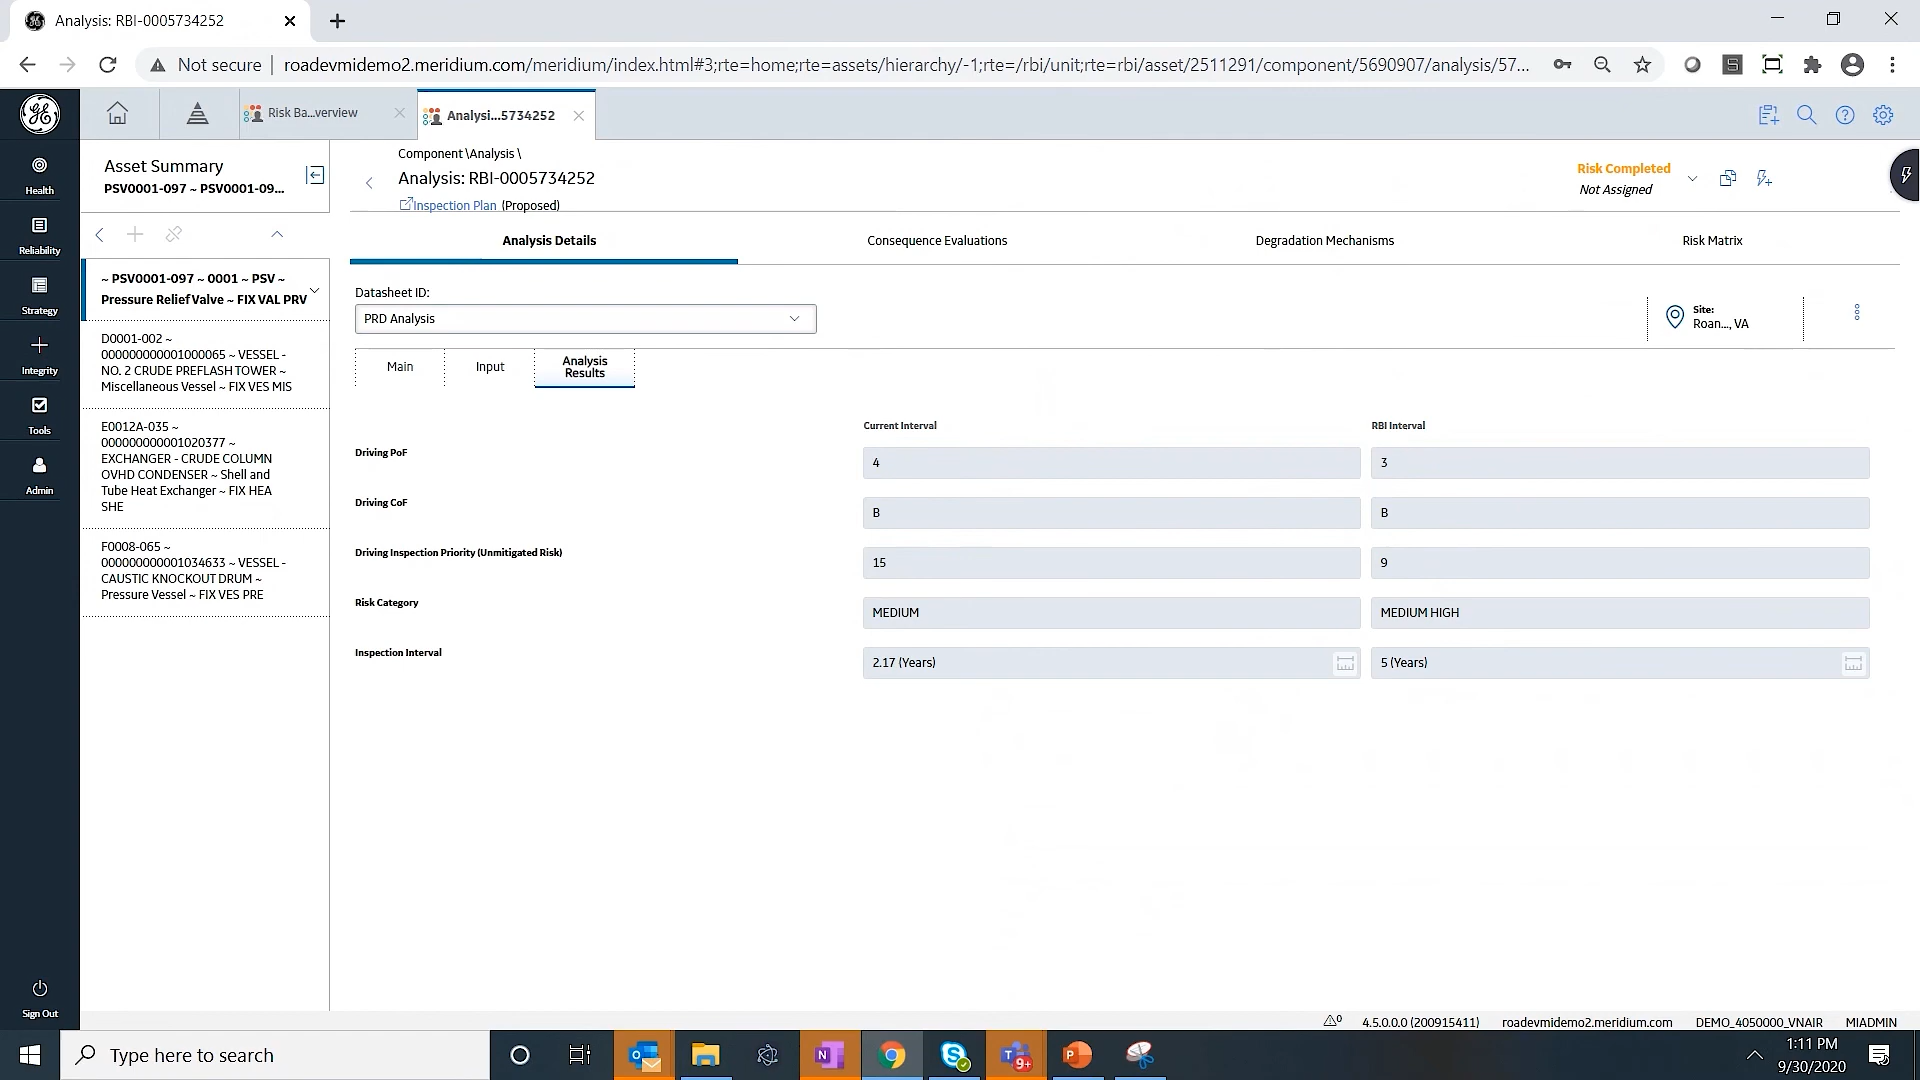 Analysis: RBI-0005734252
Not secure
roadevmidemo2.meridium.com/meridium/index.html#3;rte=home;rte=assets/hierarchy/-1;rte=/rbi/unit;rte=rbi/asset/2511291/component/5690907/analysis/57...
Risk Ba...verview
Analysi...5734252
Health
Reliability
Strategy
Integrity
Tools
Admin
Sign Out
Asset Summary
PSV0001-097 ~ PSV0001-09...
~ PSV0001-097 ~ 0001 ~ PSV ~
Pressure Relief Valve ~ FIX VAL PRV
D0001-002 ~
000000000001000065 ~ VESSEL -
NO. 2 CRUDE PREFLASH TOWER ~
Miscellaneous Vessel ~ FIX VES MIS
E0012A-035 ~
000000000001020377 ~
EXCHANGER - CRUDE COLUMN
OVHD CONDENSER ~ Shell and
Tube Heat Exchanger ~ FIX HEA
SHE
F0008-065 ~
000000000001034633 ~ VESSEL -
CAUSTIC KNOCKOUT DRUM ~
Pressure Vessel ~ FIX VES PRE
Component \Analysis \
Analysis: RBI-0005734252
Inspection Plan (Proposed)
Risk Completed
Not Assigned
Analysis Details
Consequence Evaluations
Degradation Mechanisms
Risk Matrix
Datasheet ID:
PRD Analysis
Site:
Roan..., VA
Main
Input
Analysis
Results
Current Interval
RBI Interval
Driving PoF
4
3
Driving CoF
B
B
Driving Inspection Priority (Unmitigated Risk)
15
9
Risk Category
MEDIUM
MEDIUM HIGH
Inspection Interval
2.17 (Years)
5 (Years)
0
4.5.0.0.0 (200915411)
roadevmidemo2.meridium.com
DEMO_4050000_VNAIR
MIADMIN
Type here to search
9+
1:11 PM
9/30/2020